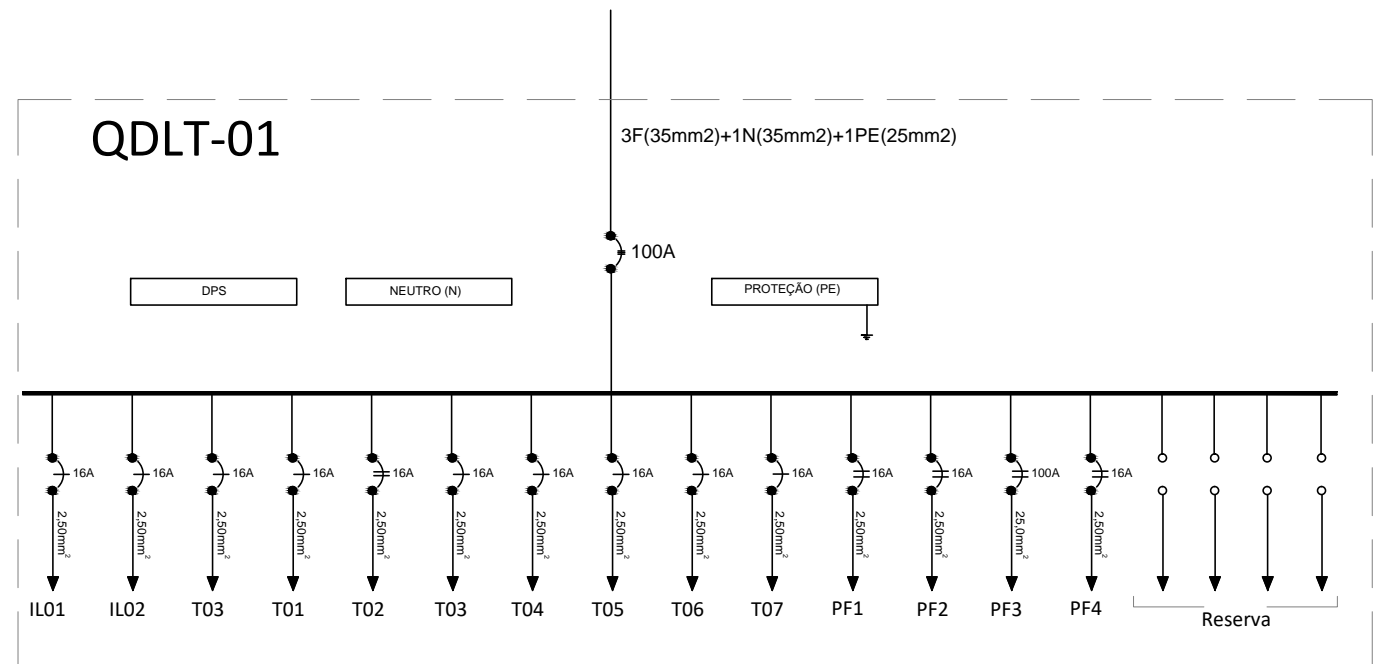 QDLT-01
3F(35mm2)+1N(35mm2)+1PE(25mm2)
100A
DPS
NEUTRO (N)
PROTEÇÃO (PE)
16A
16A
16A
16A
16A
16A
16A
16A
16A
16A
16A
16A
100A
16A
2,50mm²
2,50mm²
2,50mm²
2,50mm²
2,50mm²
2,50mm²
2,50mm²
2,50mm²
2,50mm²
2,50mm²
2,50mm²
2,50mm²
25,0mm²
2,50mm²
IL01
IL02
T03
T01
T02
T03
T04
T05
T06
T07
PF1
PF2
PF3
PF4
Reserva